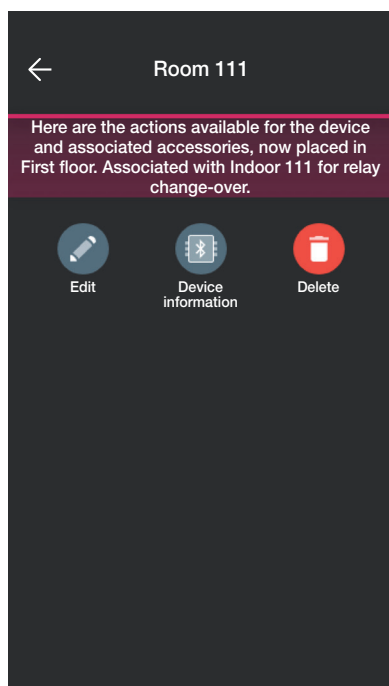 Room 111
Here are the actions available for the device
and associated accessories, now placed in
First floor. Associated with Indoor 111 for relay
change-over.
Edit
Device
information
Delete